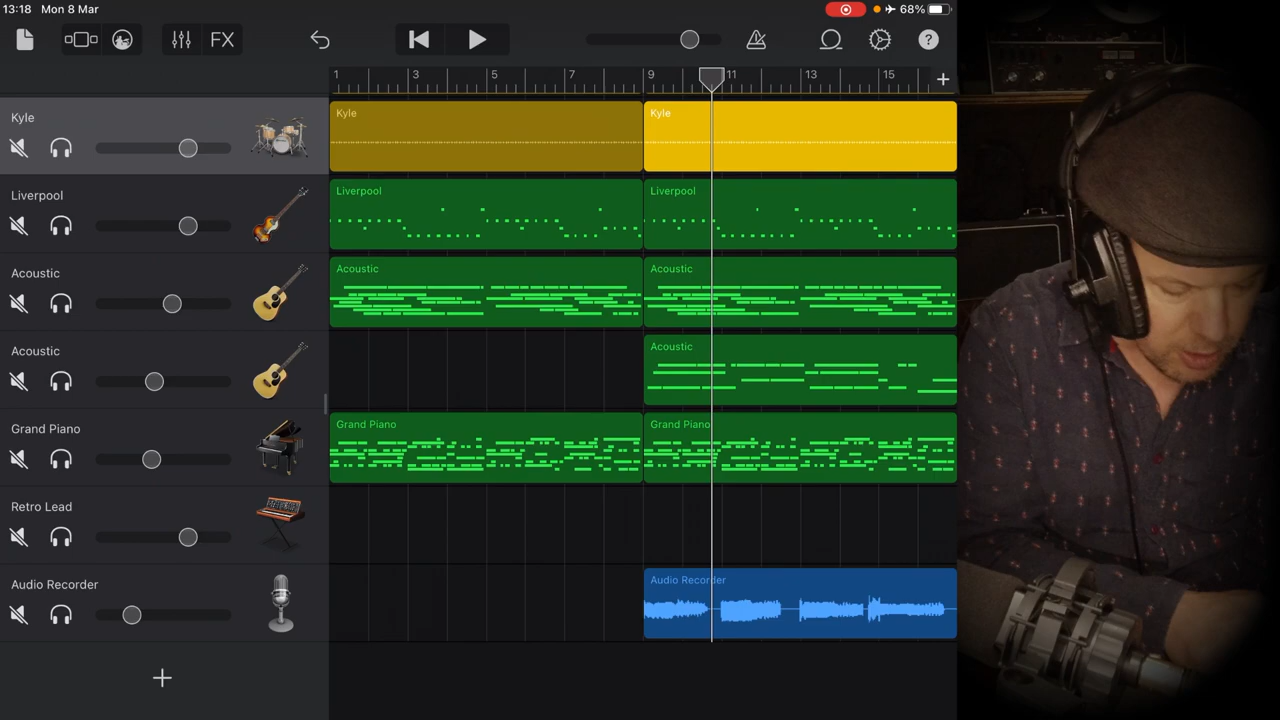 13:18 Mon 8 Mar 68%
FX ?
1 3 5 7 9 11 13 15 +
Kyle Kyle Kyle
Liverpool Liverpool Liverpool
Acoustic Acoustic Acoustic
Acoustic Acoustic
Grand Piano Grand Piano Grand Piano
Retro Lead
Audio Recorder Audio Recorder
+